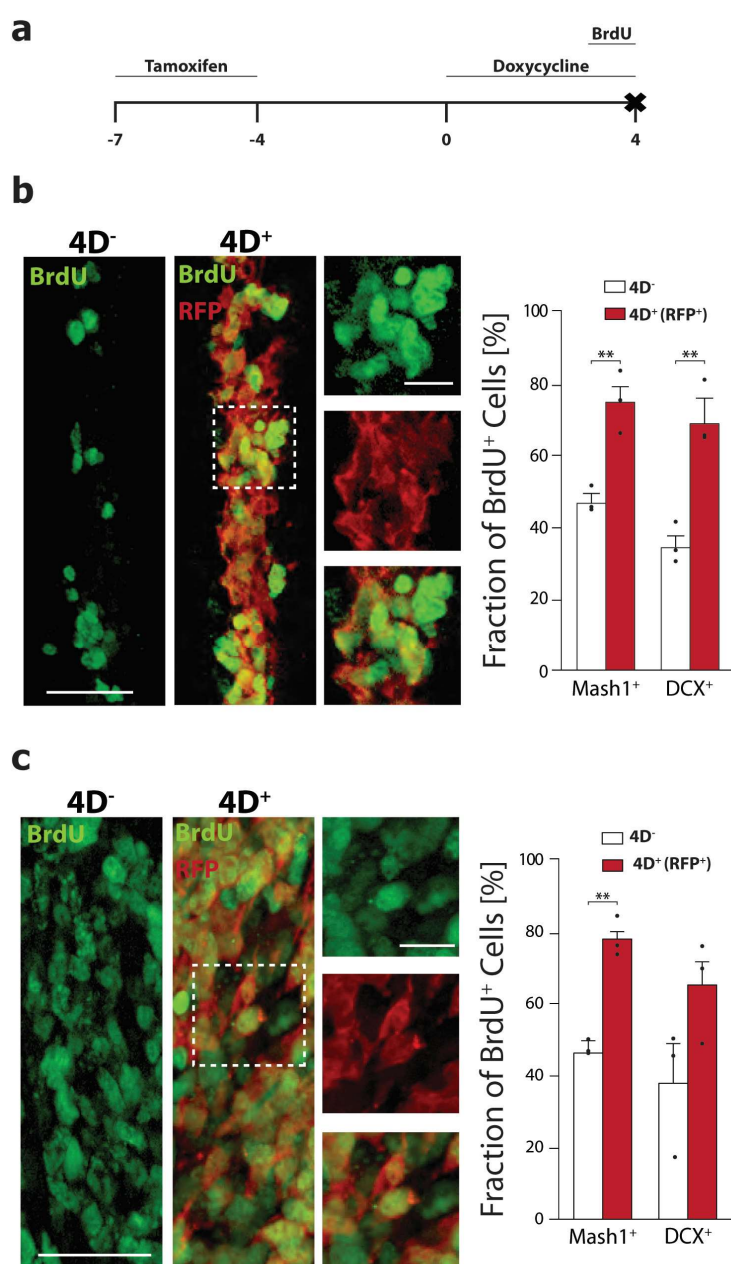 a
BrdU
Tamoxifen
Doxycycline
-7
-4
0
4
b
4D⁻
4D⁺
BrdU
BrdU
RFP
4D⁻
4D⁺ (RFP⁺)
Fraction of BrdU⁺ Cells [%]
100
80
60
40
20
0
**
**
Mash1⁺
DCX⁺
c
4D⁻
4D⁺
BrdU
BrdU
RFP
4D⁻
4D⁺ (RFP⁺)
Fraction of BrdU⁺ Cells [%]
100
80
60
40
20
0
**
Mash1⁺
DCX⁺